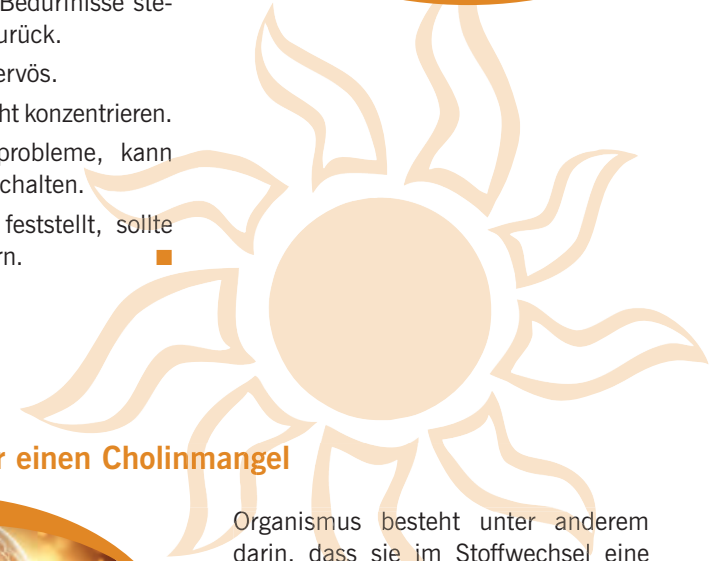 Bedürfnisse ste-
urück.
ervös.
ht konzentrieren.
probleme, kann
chalten.
feststellt, sollte
rn.
r einen Cholinmangel
Organismus besteht unter anderem
darin, dass sie im Stoffwechsel eine